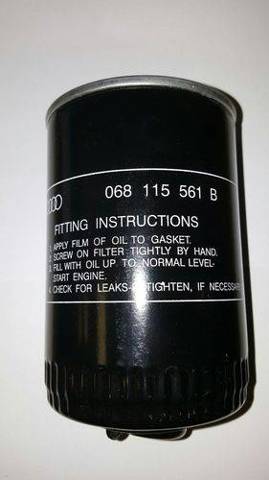 068 115 561 B
FITTING INSTRUCTIONS
1. APPLY FILM OF OIL TO GASKET.
2. SCREW ON FILTER TIGHTLY BY HAND.
3. FILL WITH OIL UP TO NORMAL LEVEL-
START ENGINE.
4. CHECK FOR LEAKS- TIGHTEN, IF NECESSARY